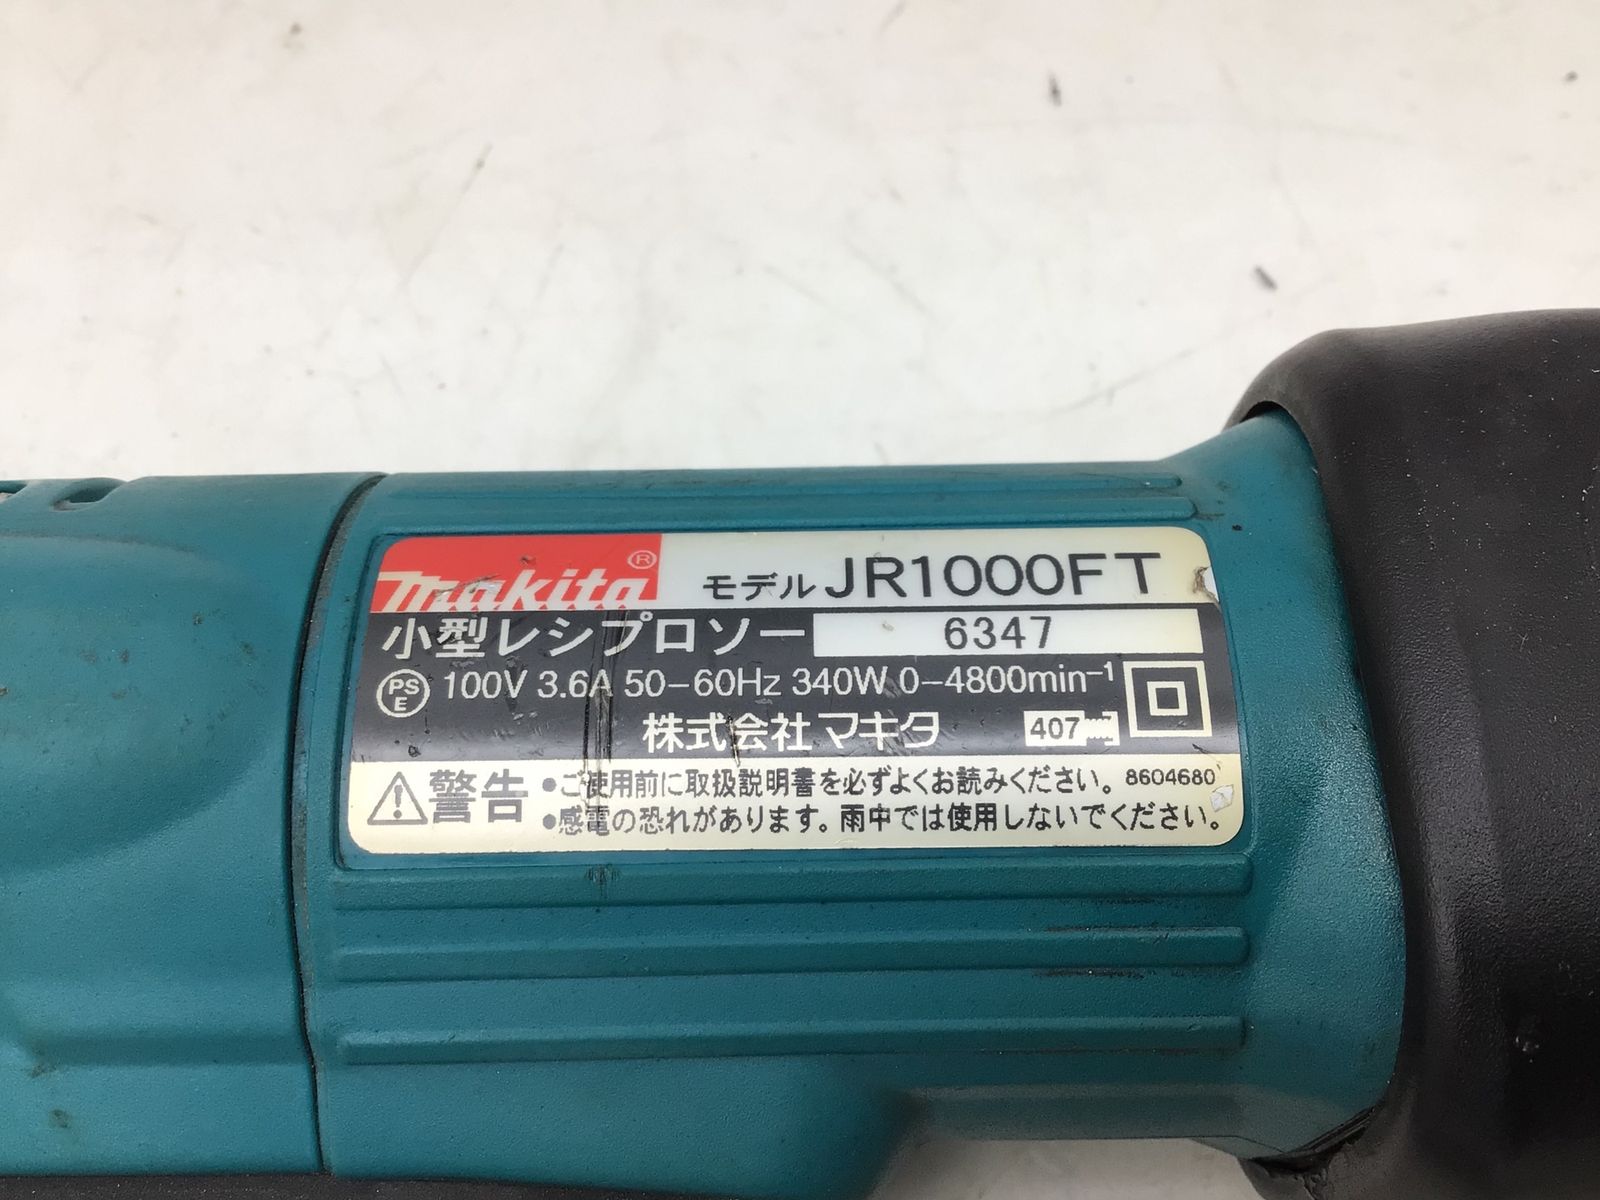 makita® モデル JR1000FT
小型レシプロソー 6347
PSE 100V 3.6A 50-60Hz 340W 0-4800min⁻¹
株式会社マキタ 407
警告 •ご使用前に取扱説明書を必ずよくお読みください。 8604680
•感電の恐れがあります。雨中では使用しないでください。